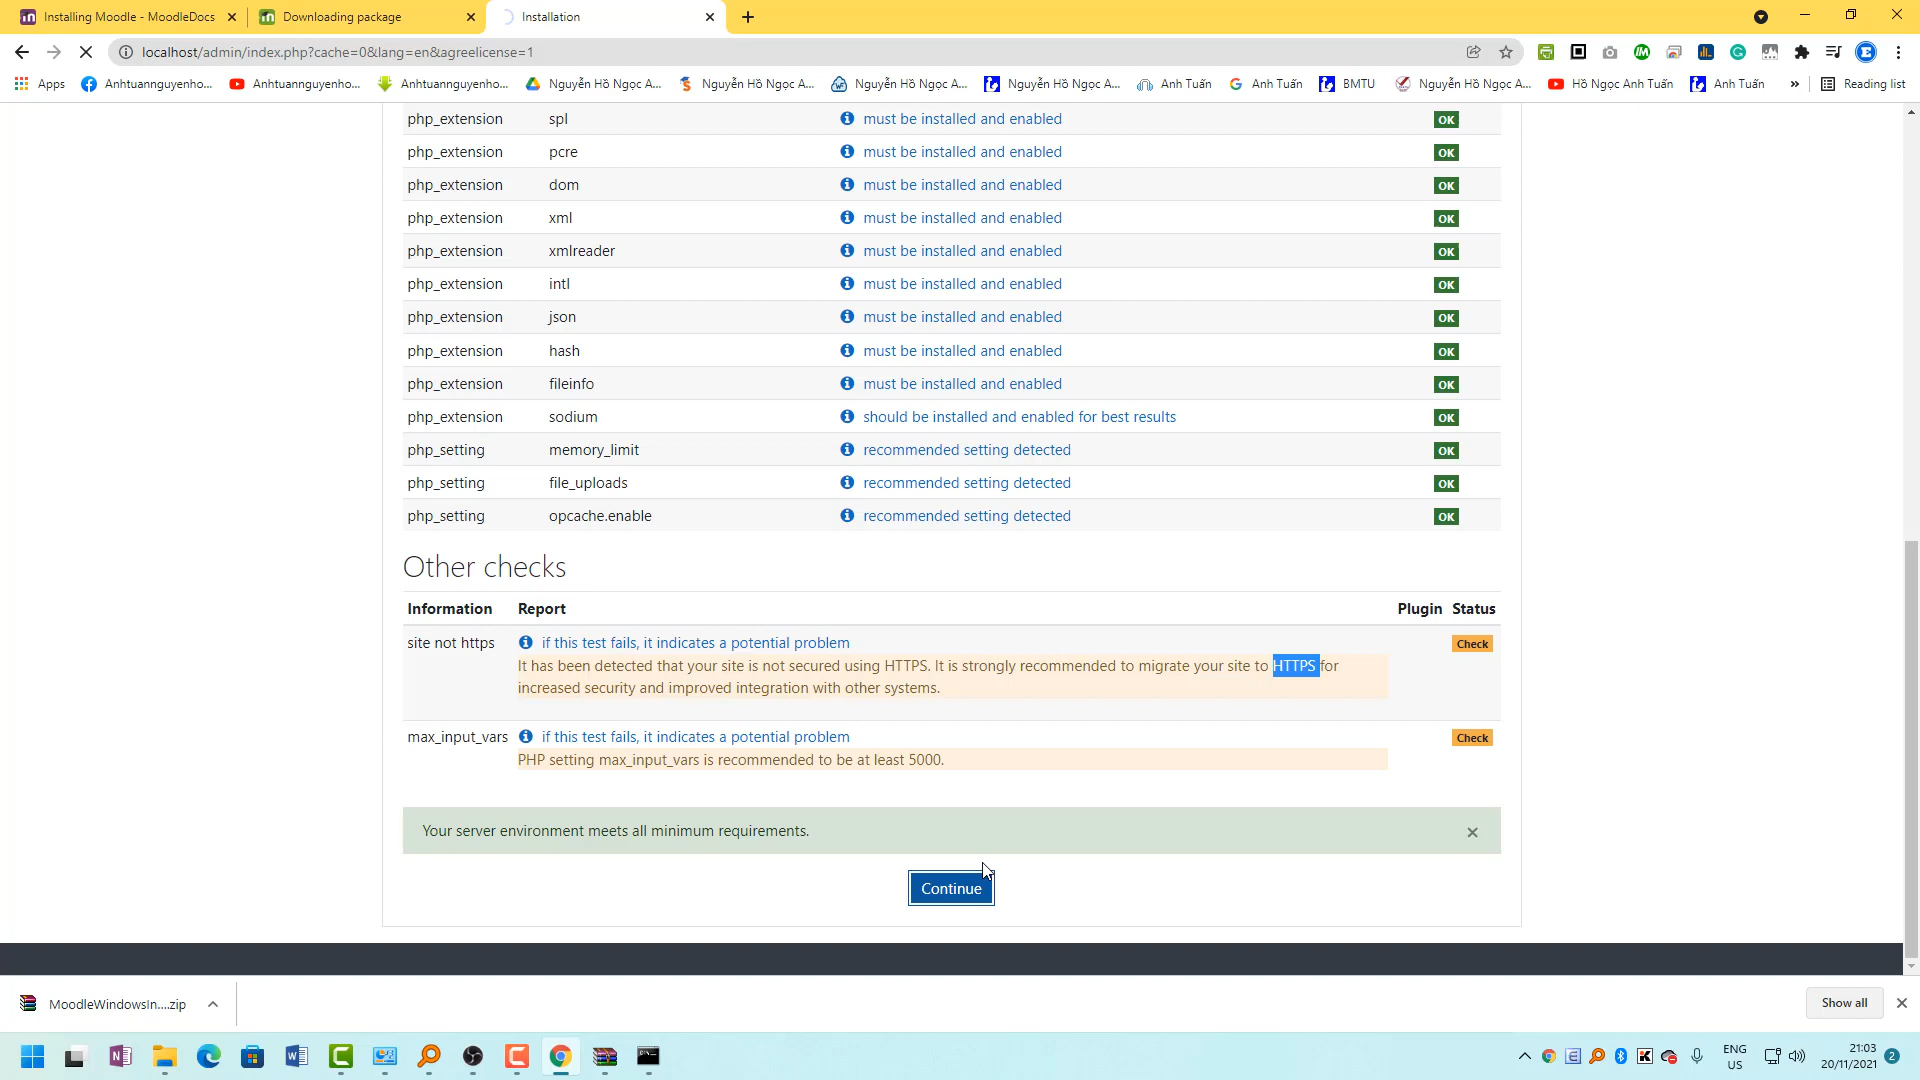 Installing Moodle - MoodleDocs
Downloading package
Installation
localhost/admin/index.php?cache=0&lang=en&agreelicense=1
Apps
Anhtuannguyenho...
Anhtuannguyenho...
Anhtuannguyenho...
Nguyễn Hồ Ngọc A...
Nguyễn Hồ Ngọc A...
Nguyễn Hồ Ngọc A...
Nguyễn Hồ Ngọc A...
Anh Tuấn
Anh Tuấn
BMTU
Nguyễn Hồ Ngọc A...
Hồ Ngọc Anh Tuấn
Anh Tuấn
»
Reading list
php_extension spl must be installed and enabled OK
php_extension pcre must be installed and enabled OK
php_extension dom must be installed and enabled OK
php_extension xml must be installed and enabled OK
php_extension xmlreader must be installed and enabled OK
php_extension intl must be installed and enabled OK
php_extension json must be installed and enabled OK
php_extension hash must be installed and enabled OK
php_extension fileinfo must be installed and enabled OK
php_extension sodium should be installed and enabled for best results OK
php_setting memory_limit recommended setting detected OK
php_setting file_uploads recommended setting detected OK
php_setting opcache.enable recommended setting detected OK
Other checks
Information Report Plugin Status
site not https if this test fails, it indicates a potential problem Check
It has been detected that your site is not secured using HTTPS. It is strongly recommended to migrate your site to HTTPS for
increased security and improved integration with other systems.
max_input_vars if this test fails, it indicates a potential problem Check
PHP setting max_input_vars is recommended to be at least 5000.
Your server environment meets all minimum requirements.
Continue
MoodleWindowsIn....zip
Show all
ENG
US
21:03
20/11/2021
2